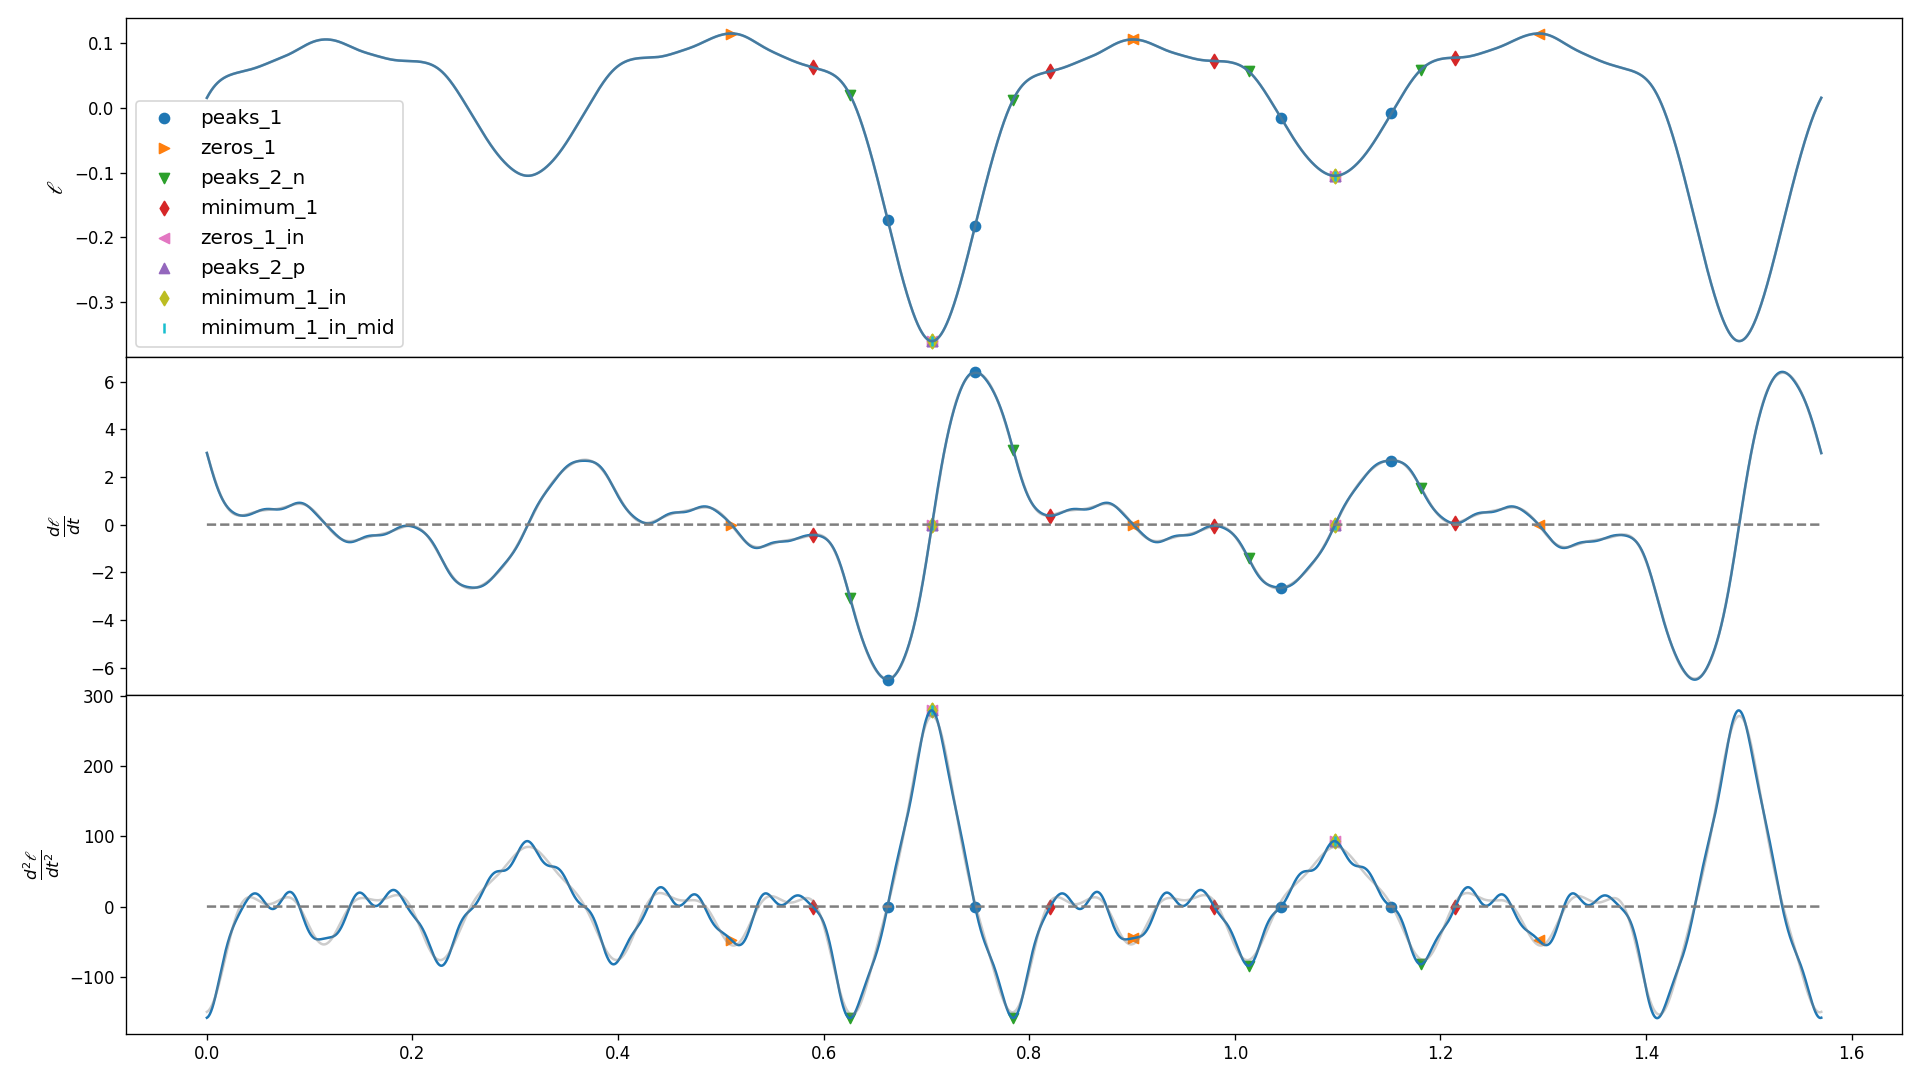 0.1
0.0
−0.1
−0.2
−0.3
ℓ
peaks_1
zeros_1
peaks_2_n
minimum_1
zeros_1_in
peaks_2_p
minimum_1_in
minimum_1_in_mid
6
4
2
0
−2
−4
−6
dℓ/dt
300
200
100
0
−100
d²ℓ/dt²
0.0 0.2 0.4 0.6 0.8 1.0 1.2 1.4 1.6